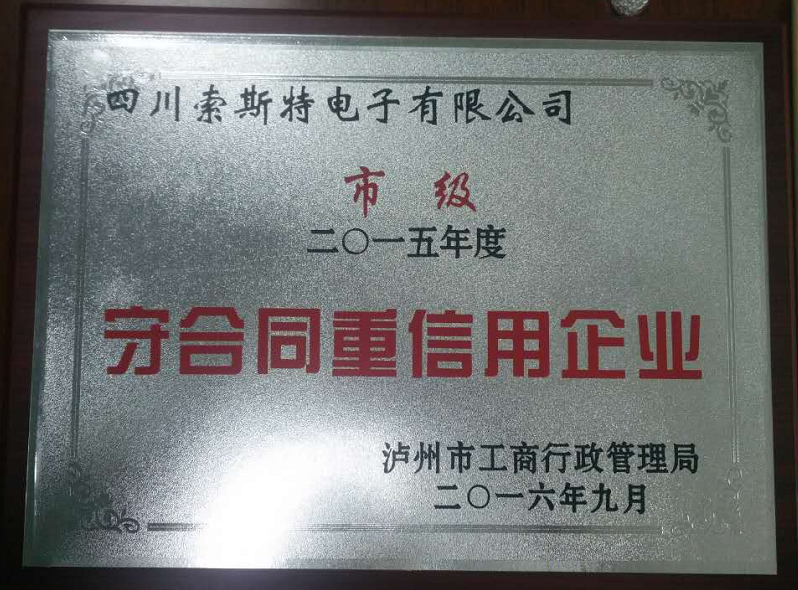 四川索斯特电子有限公司
市 级
二〇一五年度
守合同重信用企业
泸州市工商行政管理局
二〇一六年九月